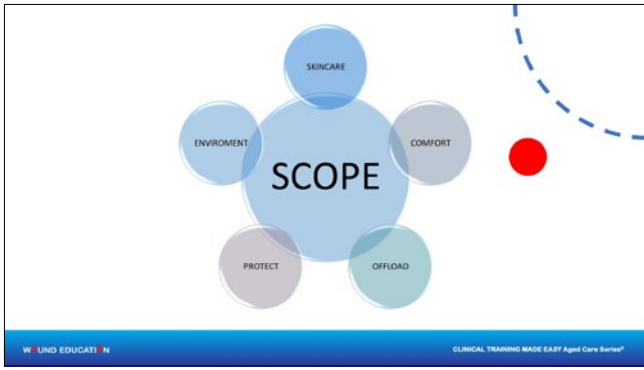 SKINCARE
ENVIROMENT
COMFORT
SCOPE
PROTECT
OFFLOAD
WOUND EDUCATION
CLINICAL TRAINING MADE EASY Aged Care Series®